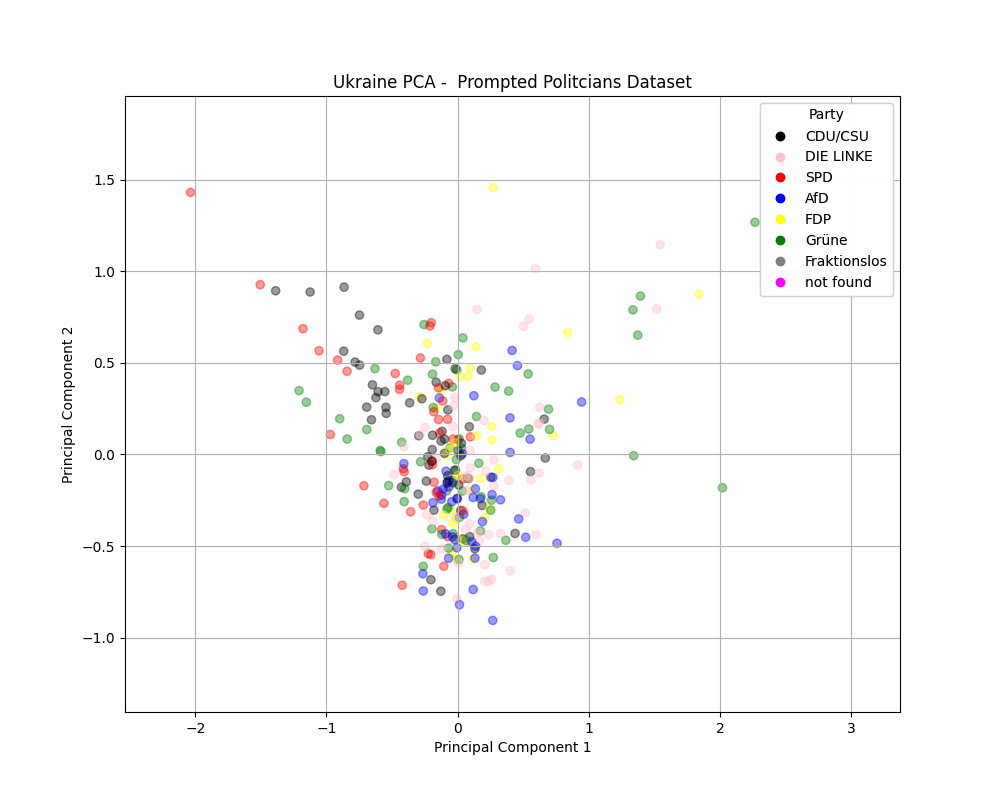 Ukraine PCA -  Prompted Politcians Dataset
Party
CDU/CSU
DIE LINKE
SPD
AfD
FDP
Grüne
Fraktionslos
not found
Principal Component 2
1.5
1.0
0.5
0.0
−0.5
−1.0
−2
−1
0
1
2
3
Principal Component 1